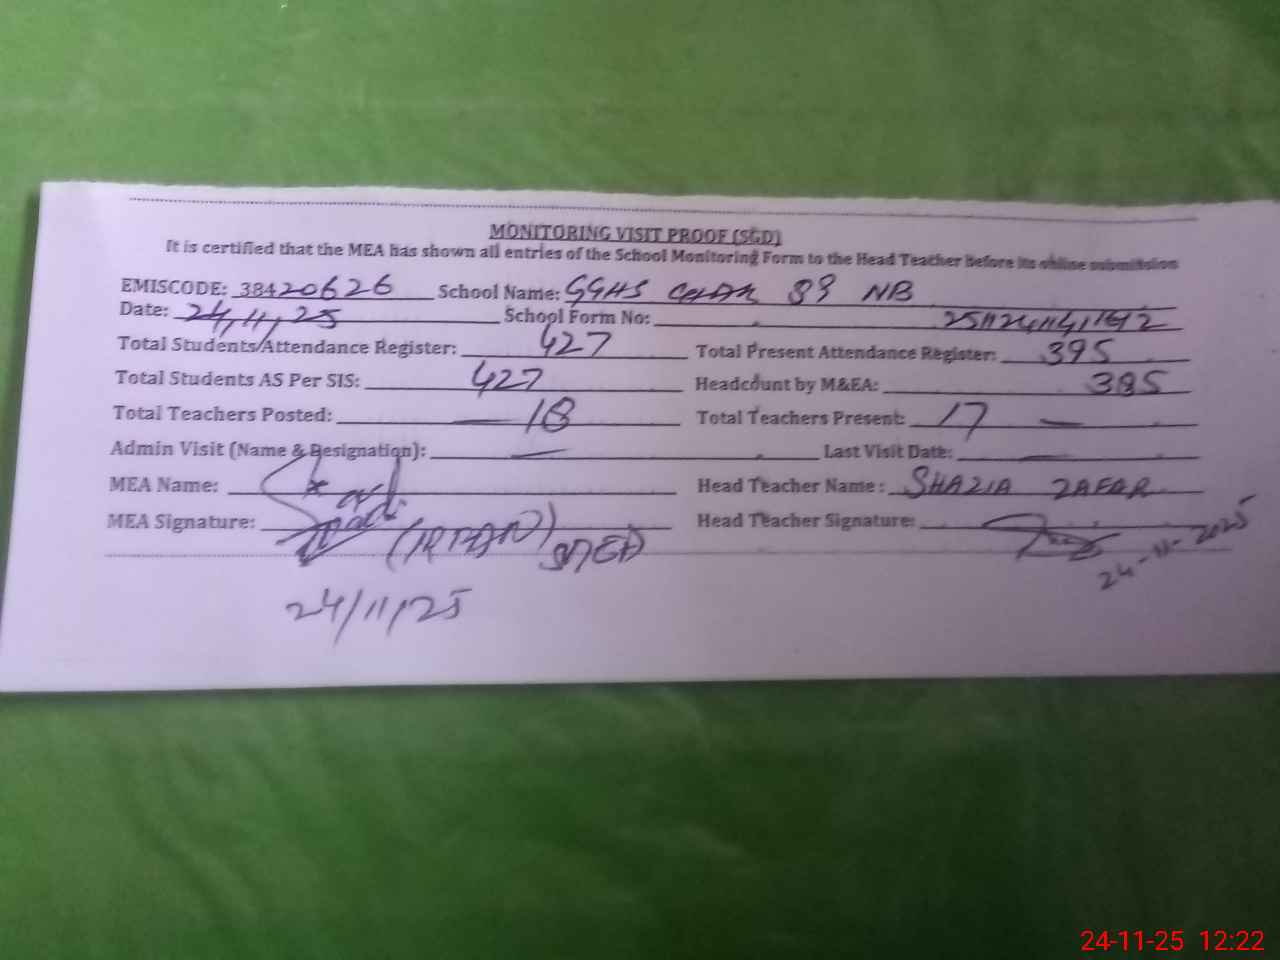 MONITORING VISIT PROOF (SGD)
It is certified that the MEA has shown all entries of the School Monitoring Form to the Head Teacher Before its online submission
EMISCODE: 38420626 School Name: GGHS CHAK 89 NB
Date: 24/11/25 School Form No:
Total Students/Attendance Register: 427 Total Present Attendance Register: 395
Total Students AS Per SIS: 427 Headcount by M&EA: 385
Total Teachers Posted: 18 Total Teachers Present: 17
Admin Visit (Name & Designation): Last Visit Date:
MEA Name: Head Teacher Name: SHAZIA ZAFAR
MEA Signature: (IRFAN) Head Teacher Signature:
24-11-2025
24/11/25
24-11-25 12:22